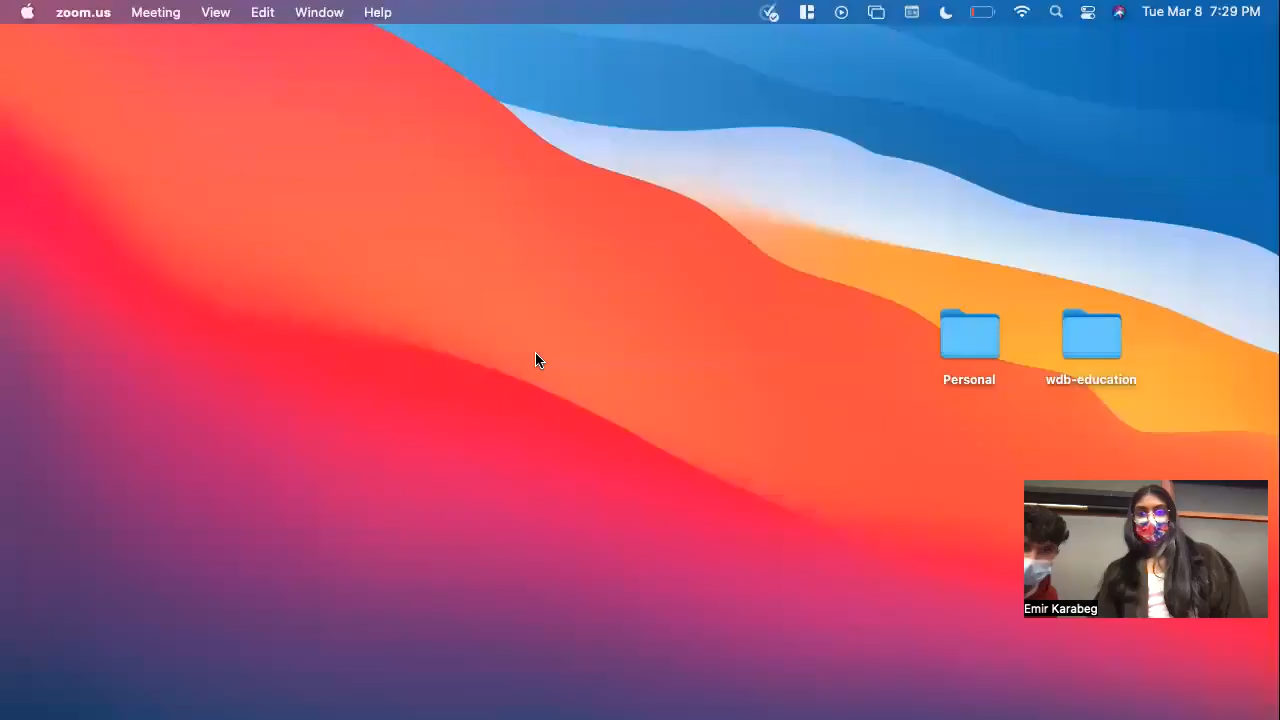 zoom.us Meeting View Edit Window Help Tue Mar 8 7:29 PM
Personal wdb-education
Emir Karabeg